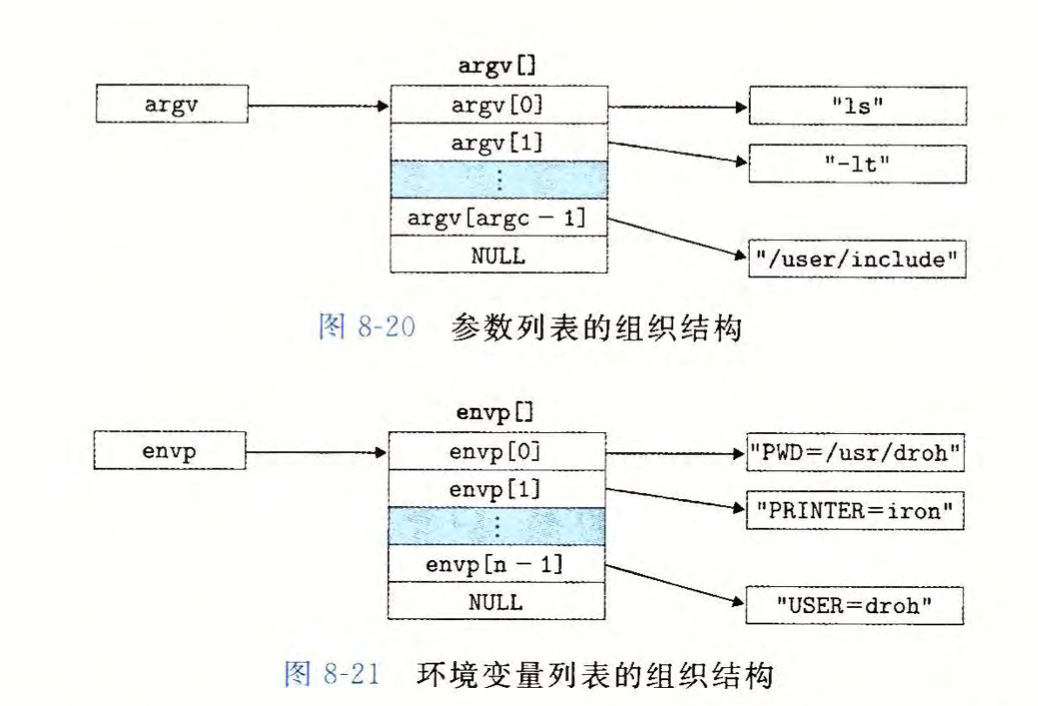 argv[]
argv
argv[0]
"ls"
argv[1]
"-lt"
⋮
argv[argc − 1]
"/user/include"
NULL
图 8-20 参数列表的组织结构
envp[]
envp
envp[0]
"PWD=/usr/droh"
envp[1]
"PRINTER=iron"
⋮
envp[n − 1]
"USER=droh"
NULL
图 8-21 环境变量列表的组织结构